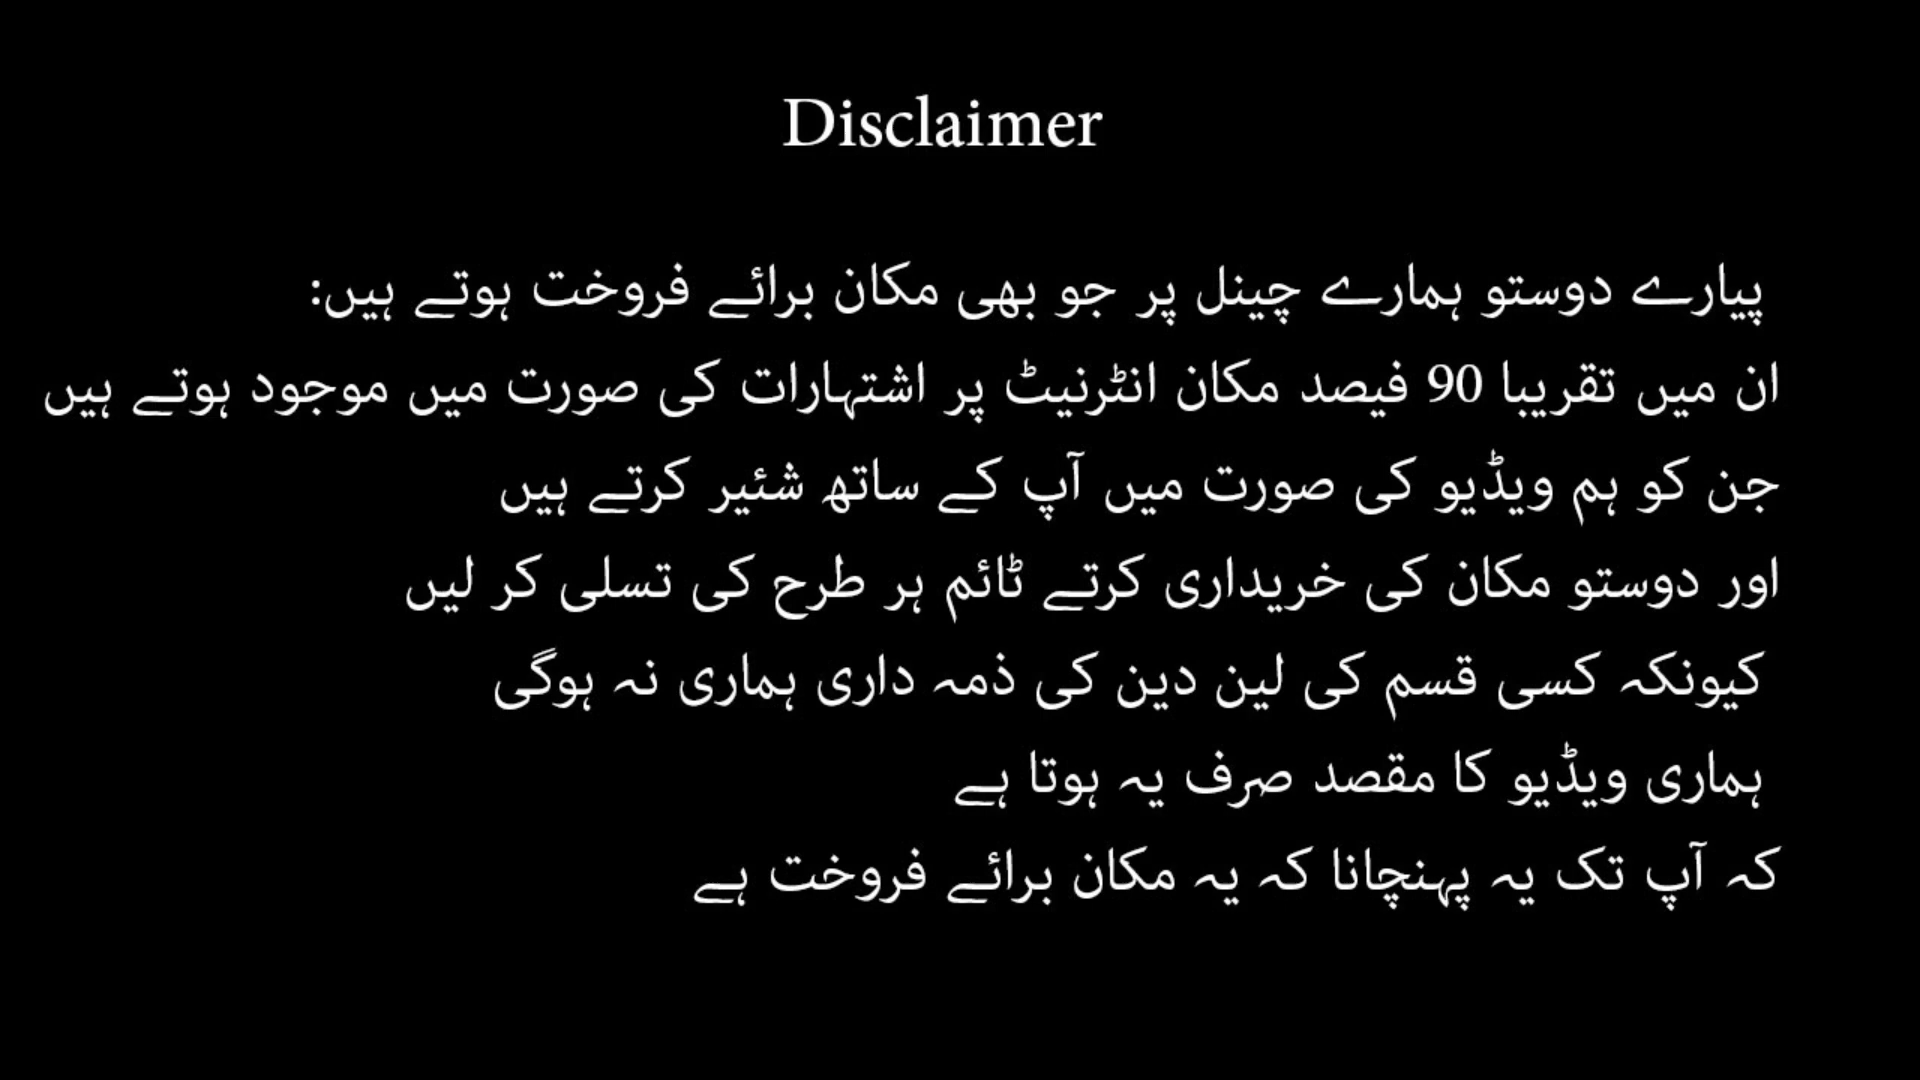 Disclaimer
پیارے دوستو ہمارے چینل پر جو بھی مکان برائے فروخت ہوتے ہیں:
ان میں تقریبا 90 فیصد مکان انٹرنیٹ پر اشتہارات کی صورت میں موجود ہوتے ہیں
جن کو ہم ویڈیو کی صورت میں آپ کے ساتھ شئیر کرتے ہیں
اور دوستو مکان کی خریداری کرتے ٹائم ہر طرح کی تسلی کر لیں
کیونکہ کسی قسم کی لین دین کی ذمہ داری ہماری نہ ہوگی
ہماری ویڈیو کا مقصد صرف یہ ہوتا ہے
کہ آپ تک یہ پہنچانا کہ یہ مکان برائے فروخت ہے